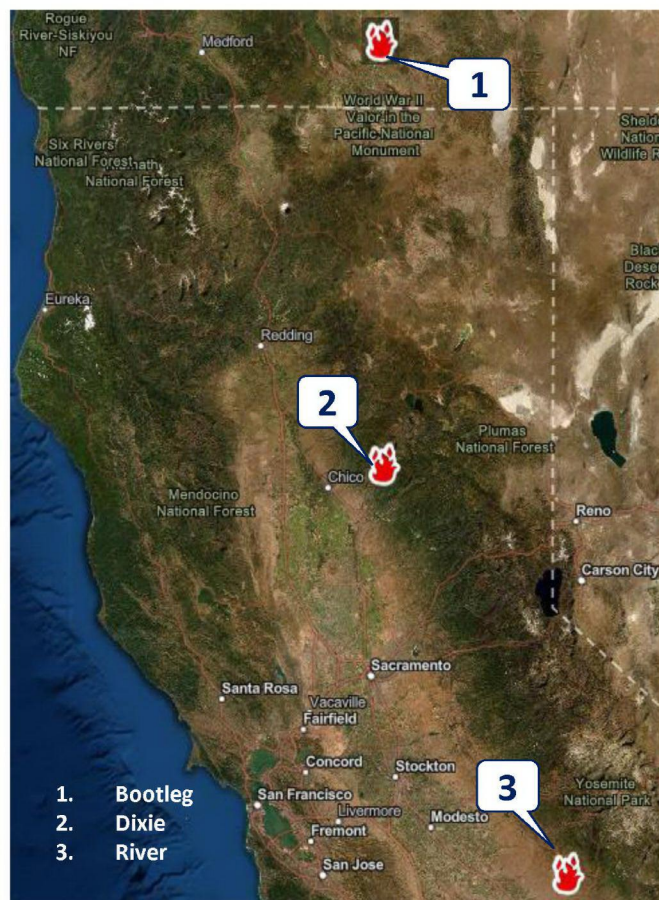 Rogue
River-Siskiyou
NF
Medford
1
World War II
Valor in the
Pacific National
Monument
Six Rivers
National Forest
National Forest
Eureka
Redding
2
Plumas
National Forest
Chico
Mendocino
National Forest
Reno
Carson City
Sacramento
Santa Rosa
Vacaville
Fairfield
Concord
Stockton
3
Yosemite
National Park
San Francisco
Livermore
Modesto
Fremont
San Jose
1. Bootleg
2. Dixie
3. River